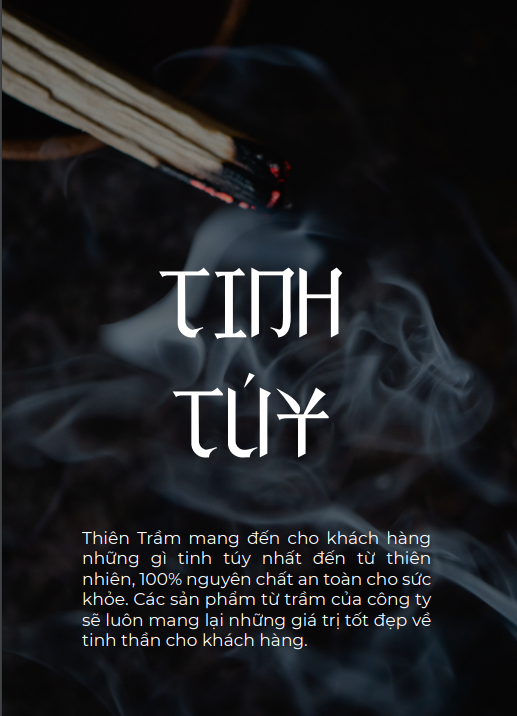 TINH
TÚY
Thiên Trầm mang đến cho khách hàng
những gì tinh túy nhất đến từ thiên
nhiên, 100% nguyên chất an toàn cho sức
khỏe. Các sản phẩm từ trầm của công ty
sẽ luôn mang lại những giá trị tốt đẹp về
tinh thần cho khách hàng.